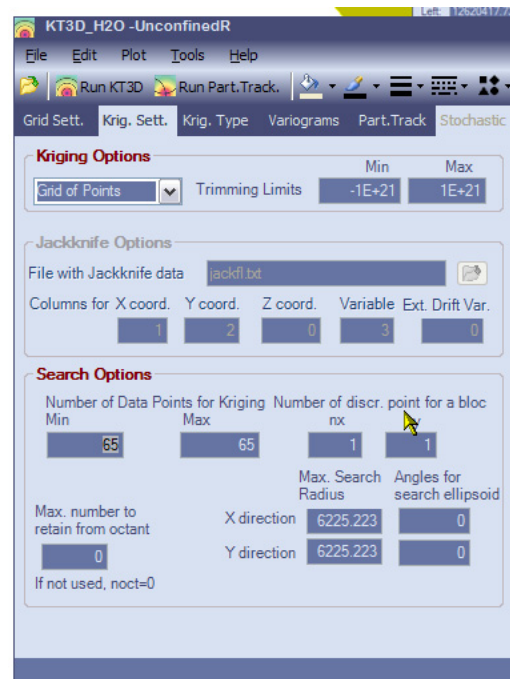 Left: 12620417.7
KT3D_H2O -UnconfinedR
File Edit Plot Tools Help
Run KT3D Run Part.Track.
Grid Sett. Krig. Sett. Krig. Type Variograms Part.Track Stochastic
Kriging Options
Min Max
Grid of Points Trimming Limits -1E+21 1E+21
Jackknife Options
File with Jackknife data jackfl.txt
Columns for X coord. Y coord. Z coord. Variable Ext. Drift Var.
1 2 0 3 0
Search Options
Number of Data Points for Kriging Number of discr. point for a bloc
Min Max nx
65 65 1 1
Max. Search Angles for
Radius search ellipsoid
Max. number to
retain from octant
X direction 6225.223 0
0
Y direction 6225.223 0
If not used, noct=0